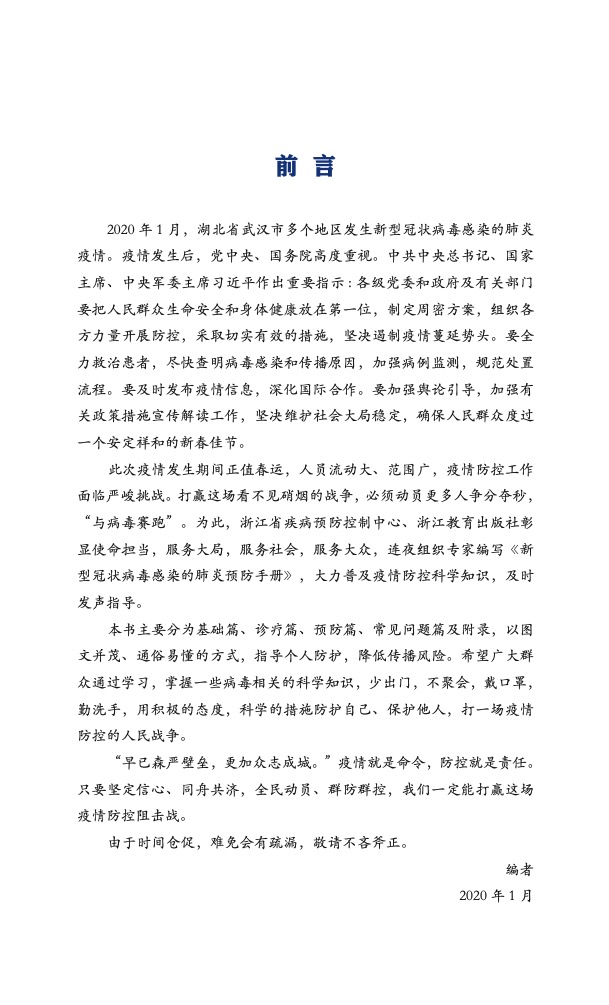 前 言
2020 年 1 月，湖北省武汉市多个地区发生新型冠状病毒感染的肺炎
疫情。疫情发生后，党中央、国务院高度重视。中共中央总书记、国家
主席、中央军委主席习近平作出重要指示：各级党委和政府及有关部门
要把人民群众生命安全和身体健康放在第一位，制定周密方案，组织各
方力量开展防控，采取切实有效的措施，坚决遏制疫情蔓延势头。要全
力救治患者，尽快查明病毒感染和传播原因，加强病例监测，规范处置
流程。要及时发布疫情信息，深化国际合作。要加强舆论引导，加强有
关政策措施宣传解读工作，坚决维护社会大局稳定，确保人民群众度过
一个安定祥和的新春佳节。
此次疫情发生期间正值春运，人员流动大、范围广，疫情防控工作
面临严峻挑战。打赢这场看不见硝烟的战争，必须动员更多人争分夺秒，
“与病毒赛跑”。为此，浙江省疾病预防控制中心、浙江教育出版社彰
显使命担当，服务大局，服务社会，服务大众，连夜组织专家编写《新
型冠状病毒感染的肺炎预防手册》，大力普及疫情防控科学知识，及时
发声指导。
本书主要分为基础篇、诊疗篇、预防篇、常见问题篇及附录，以图
文并茂、通俗易懂的方式，指导个人防护，降低传播风险。希望广大群
众通过学习，掌握一些病毒相关的科学知识，少出门，不聚会，戴口罩，
勤洗手，用积极的态度，科学的措施防护自己、保护他人，打一场疫情
防控的人民战争。
“早已森严壁垒，更加众志成城。”疫情就是命令，防控就是责任。
只要坚定信心、同舟共济，全民动员、群防群控，我们一定能打赢这场
疫情防控阻击战。
由于时间仓促，难免会有疏漏，敬请不吝斧正。
编者
2020 年 1 月